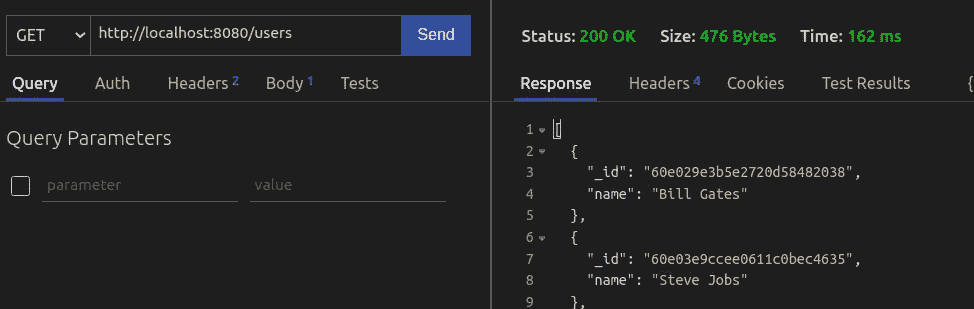 GET http://localhost:8080/users Send
Query Auth Headers 2 Body 1 Tests
Query Parameters
parameter value
Status: 200 OK Size: 476 Bytes Time: 162 ms
Response Headers 4 Cookies Test Results {
1 [
2 {
3 "_id": "60e029e3b5e2720d58482038",
4 "name": "Bill Gates"
5 },
6 {
7 "_id": "60e03e9ccee0611c0bec4635",
8 "name": "Steve Jobs"
9 },